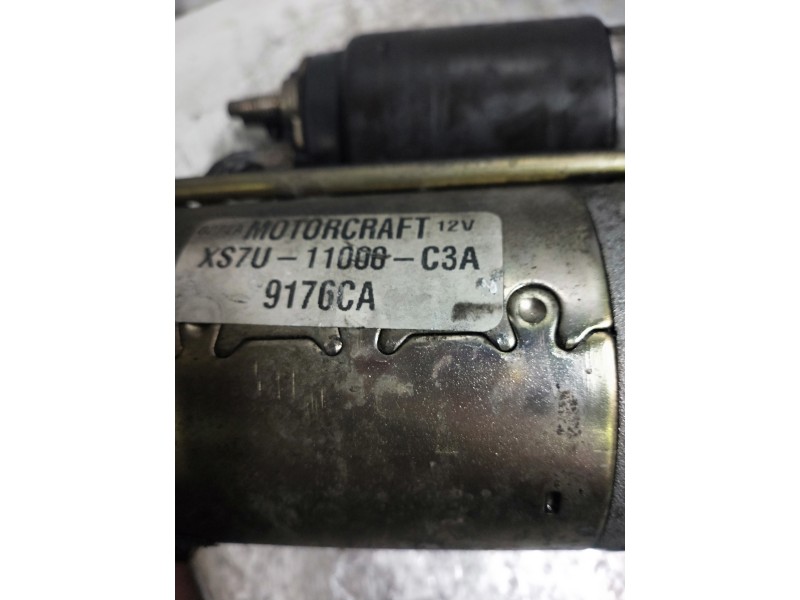 MOTORCRAFT 12V
XS7U-11000-C3A
9176CA